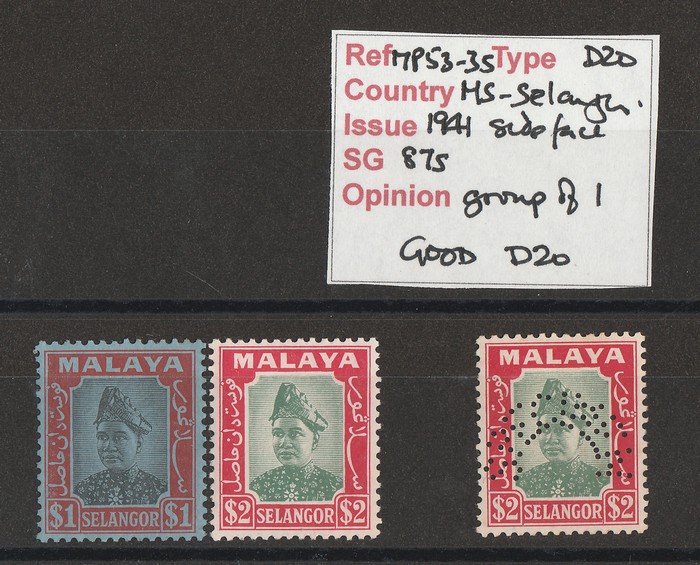 Ref MP53-35 Type D20
Country MS-Selangor.
Issue 1941 side face
SG 87s
Opinion group of 1
GOOD D20
MALAYA
$1 SELANGOR $1
MALAYA
$2 SELANGOR $2
MALAYA
$2 SELANGOR $2